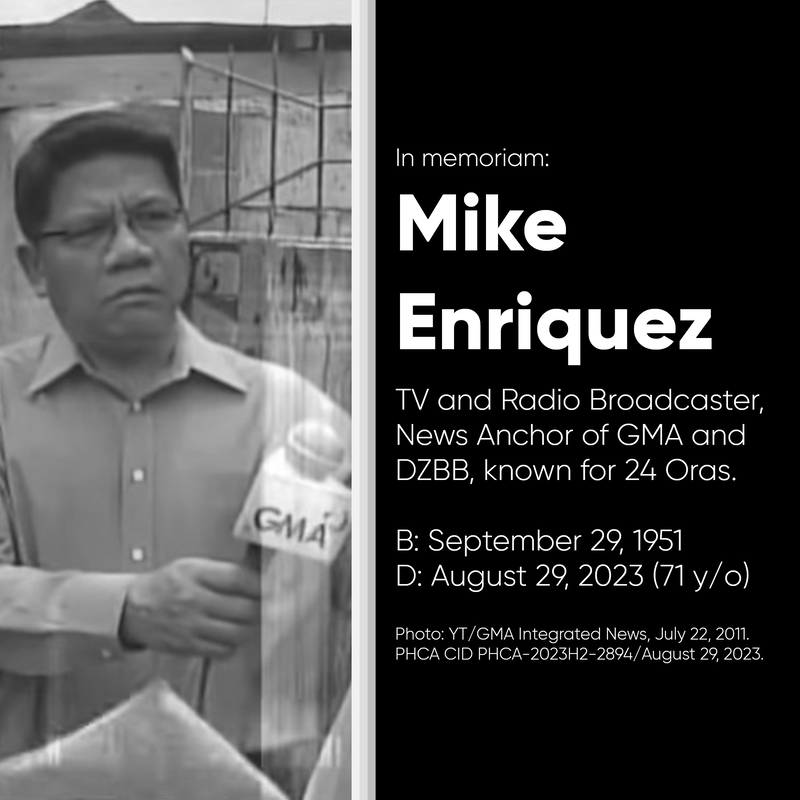 In memoriam:
Mike
Enriquez
TV and Radio Broadcaster,
News Anchor of GMA and
DZBB, known for 24 Oras.
B: September 29, 1951
D: August 29, 2023 (71 y/o)
Photo: YT/GMA Integrated News, July 22, 2011.
PHCA CID PHCA-2023H2-2894/August 29, 2023.
GMA